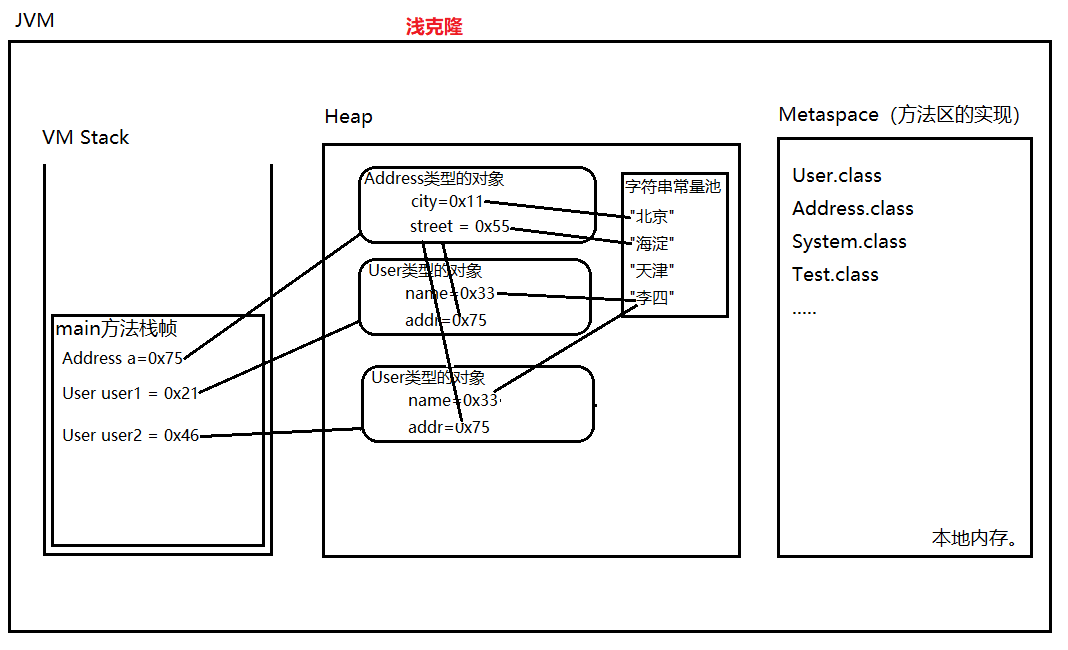 JVM
浅克隆
VM Stack
main方法栈帧
Address a=0x75
User user1 = 0x21
User user2 = 0x46
Heap
Address类型的对象
city=0x11
street = 0x55
User类型的对象
name=0x33
addr=0x75
User类型的对象
name=0x33
addr=0x75
字符串常量池
"北京"
"海淀"
"天津"
"李四"
Metaspace（方法区的实现）
User.class
Address.class
System.class
Test.class
.....
本地内存。